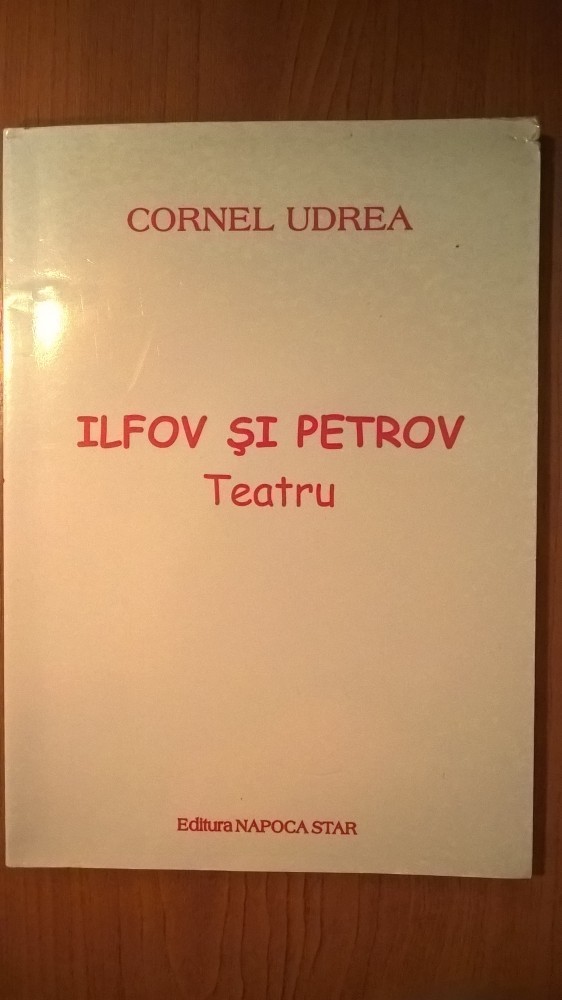 CORNEL UDREA
ILFOV ŞI PETROV
Teatru
Editura NAPOCA STAR